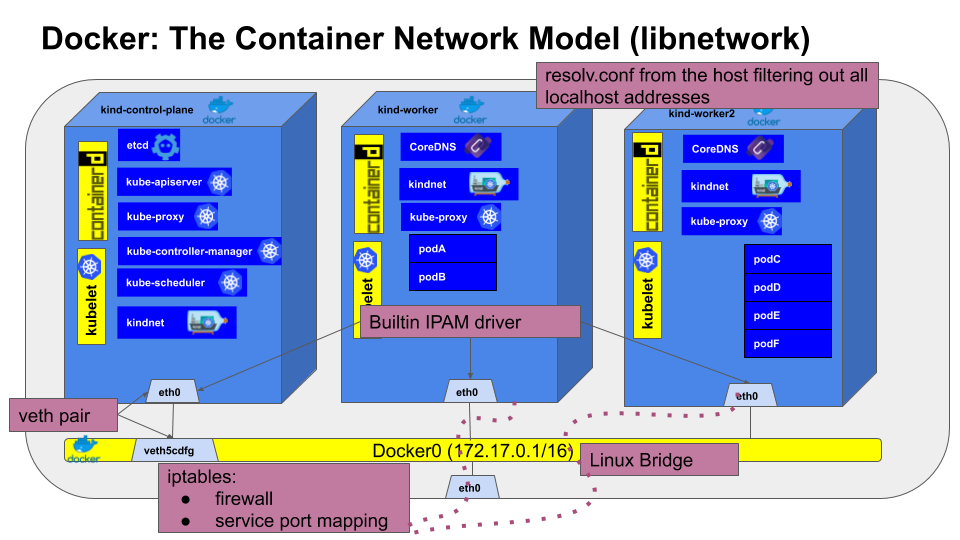 Docker: The Container Network Model (libnetwork)
resolv.conf from the host filtering out all
localhost addresses
kind-control-plane
docker
kind-worker
docker
kind-worker2
docker
containerd
kubelet
etcd
kube-apiserver
kube-proxy
kube-controller-manager
kube-scheduler
kindnet
containerd
CoreDNS
kindnet
kube-proxy
podA
podB
containerd
kubelet
CoreDNS
kindnet
kube-proxy
podC
podD
podE
podF
Builtin IPAM driver
eth0
eth0
eth0
veth pair
docker
veth5cdfg
Docker0 (172.17.0.1/16)
Linux Bridge
iptables:
● firewall
● service port mapping
eth0